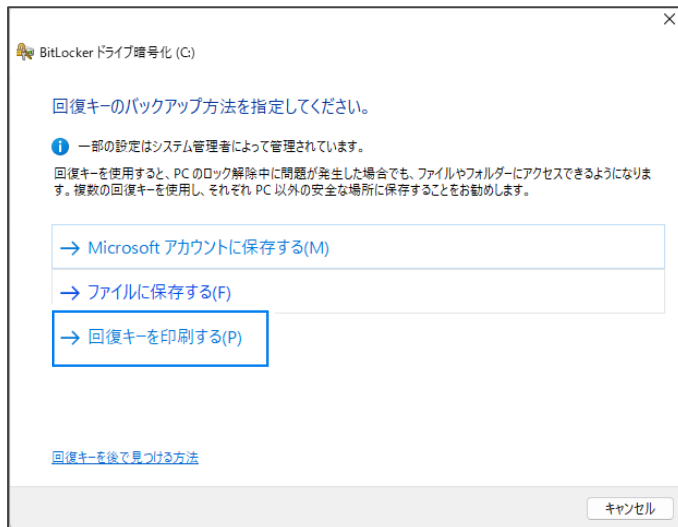 BitLocker ドライブ暗号化 (C:)
回復キーのバックアップ方法を指定してください。
一部の設定はシステム管理者によって管理されています。
回復キーを使用すると、PC のロック解除中に問題が発生した場合でも、ファイルやフォルダーにアクセスできるようになりま
す。複数の回復キーを使用し、それぞれ PC 以外の安全な場所に保存することをお勧めします。
→ Microsoft アカウントに保存する(M)
→ ファイルに保存する(F)
→ 回復キーを印刷する(P)
回復キーを後で見つける方法
キャンセル